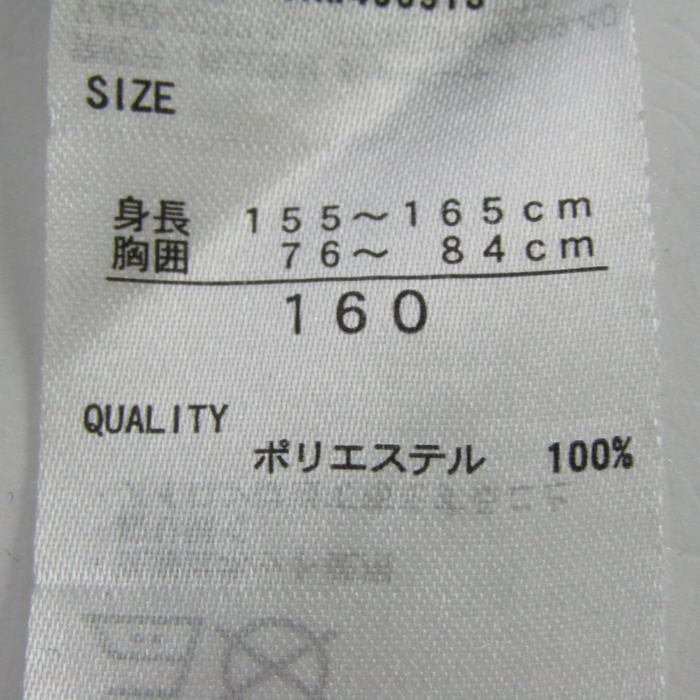 SIZE
身長 155～165cm
胸囲 76～ 84cm
160
QUALITY
ポリエステル 100%